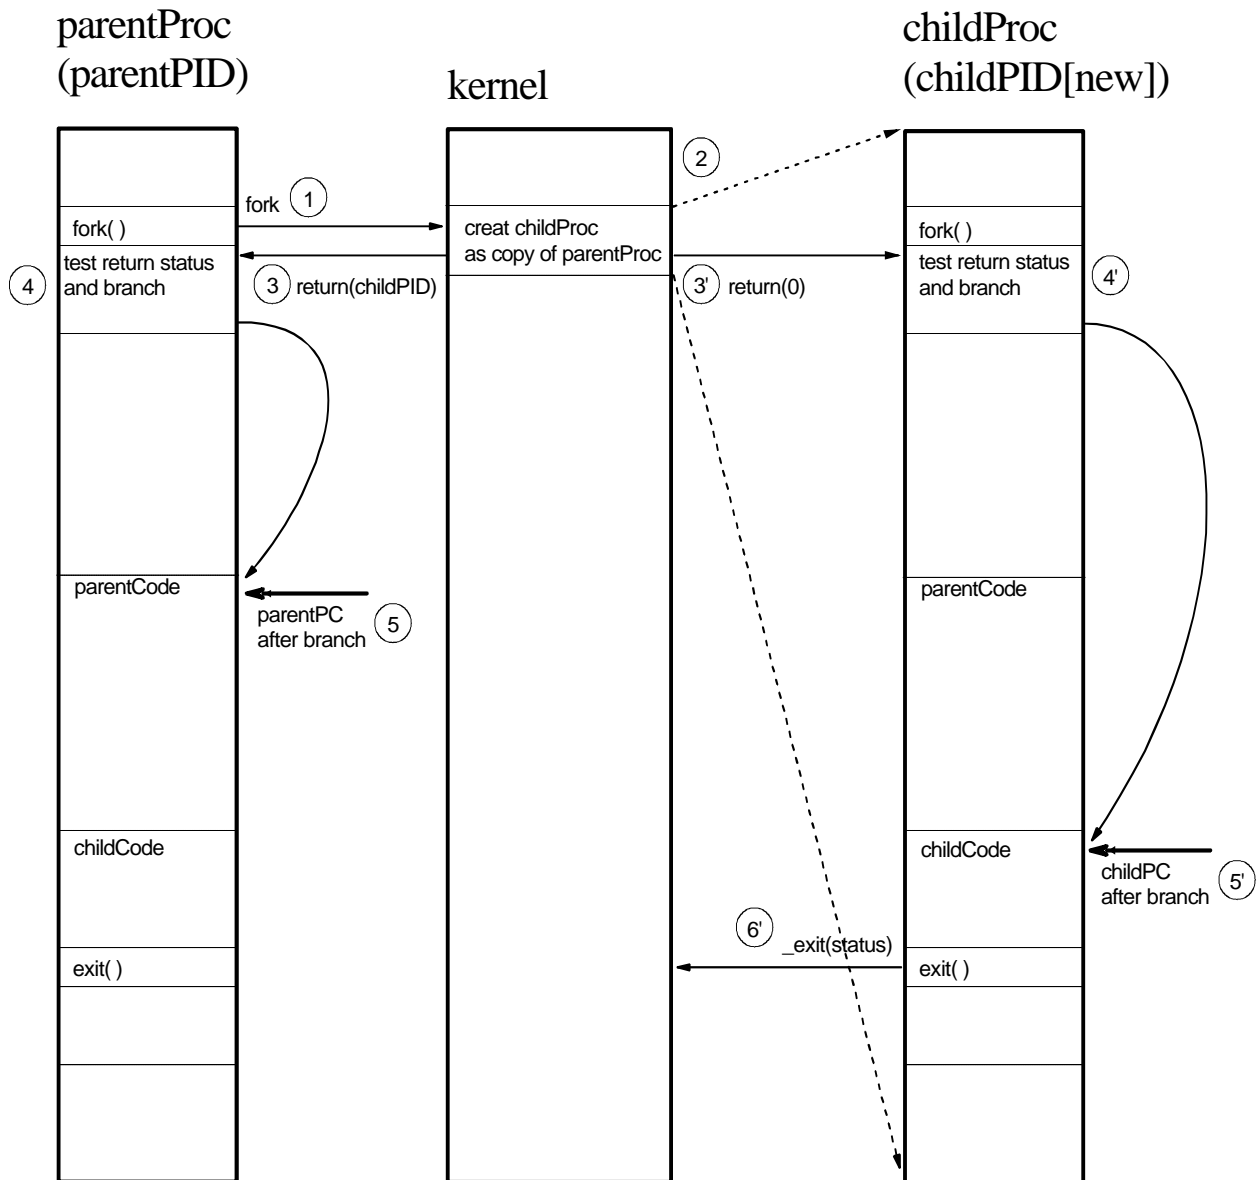 parentProc
(parentPID)
kernel
childProc
(childPID[new])
2
fork 1
fork( )
creat childProc
as copy of parentProc
fork( )
4
test return status
and branch
3 return(childPID)
3' return(0)
test return status
and branch
4'
parentCode
parentPC
after branch
5
parentCode
childCode
childCode
childPC
after branch
5'
6' _exit(status)
exit( )
exit( )